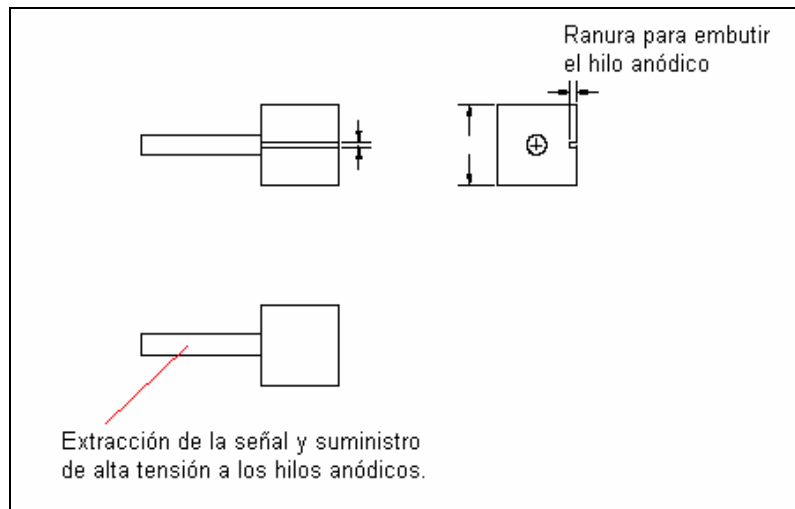 Ranura para embutir
el hilo anódico
Extracción de la señal y suministro
de alta tensión a los hilos anódicos.